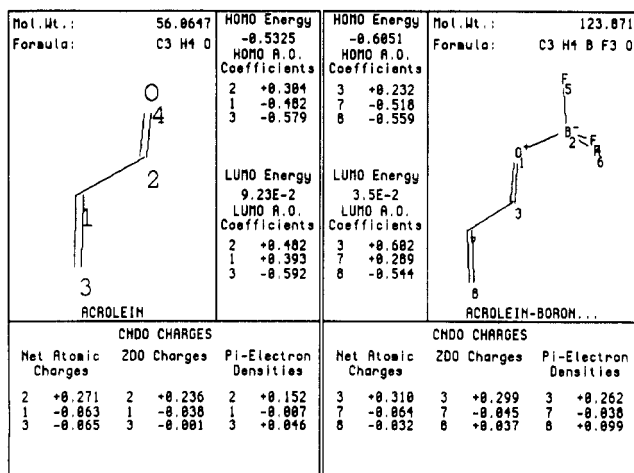 Mol.Wt.: 56.0647
Formula: C3 H4 O
O
4
2
1
3
ACROLEIN
HOMO Energy
-0.5325
HOMO A.O.
Coefficients
2 +0.304
1 -0.482
3 -0.579
LUMO Energy
9.23E-2
LUMO A.O.
Coefficients
2 +0.482
1 +0.393
3 -0.592
CNDO CHARGES
Net Atomic Charges
ZDO Charges
Pi-Electron Densities
2 +0.271 2 +0.236 2 +0.152
1 -0.063 1 -0.038 1 -0.007
3 -0.065 3 -0.001 3 +0.046
HOMO Energy
-0.6051
HOMO A.O.
Coefficients
3 +0.232
7 -0.518
8 -0.559
LUMO Energy
3.5E-2
LUMO A.O.
Coefficients
3 +0.602
7 +0.289
8 -0.544
Mol.Wt.: 123.871
Formula: C3 H4 B F3 O
F
5
B-
2
F
6
O+
1
3
7
8
ACROLEIN-BORON...
CNDO CHARGES
Net Atomic Charges
ZDO Charges
Pi-Electron Densities
3 +0.310 3 +0.299 3 +0.262
7 -0.064 7 -0.045 7 -0.038
8 -0.032 8 +0.037 8 +0.099